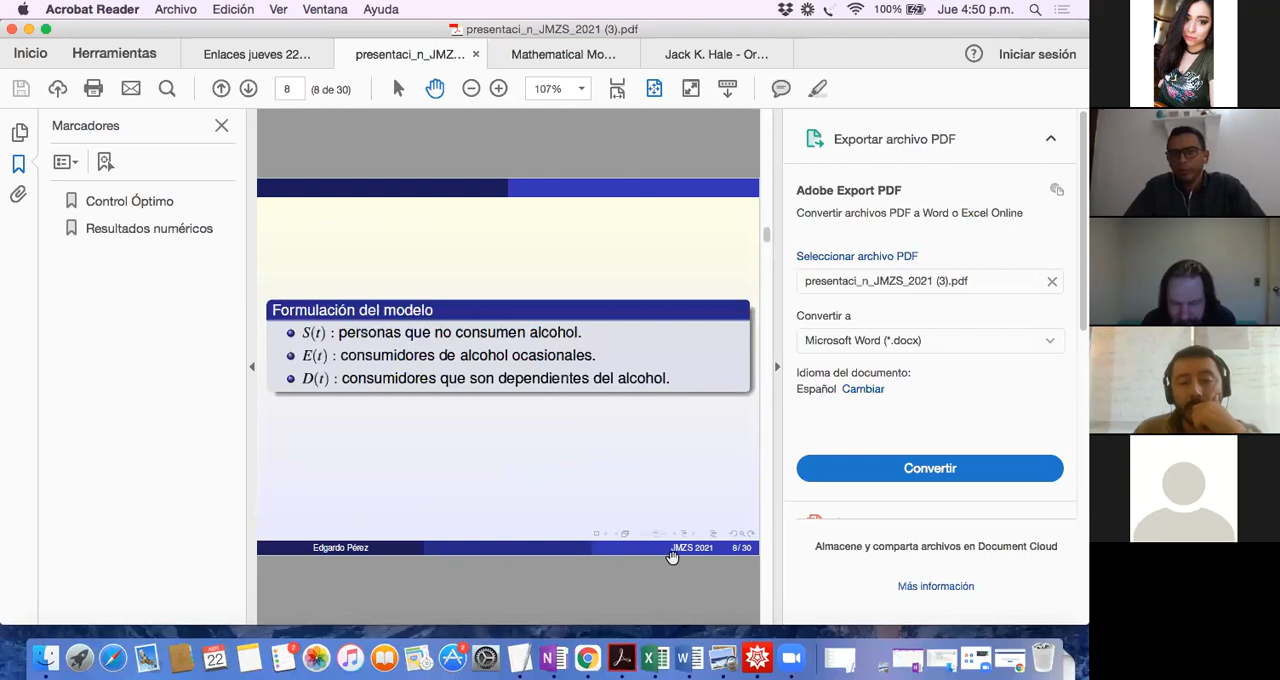 Acrobat Reader Archivo Edición Ver Ventana Ayuda 100% Jue 4:50 p.m.
presentaci_n_JMZS_2021 (3).pdf
Inicio Herramientas Enlaces jueves 22... presentaci_n_JMZ... × Mathematical Mo... Jack K. Hale - Or... Iniciar sesión
8 (8 de 30) 107%
Marcadores
Control Óptimo
Resultados numéricos
Formulación del modelo
S(t) : personas que no consumen alcohol.
E(t) : consumidores de alcohol ocasionales.
D(t) : consumidores que son dependientes del alcohol.
Edgardo Pérez JMZS 2021 8/30
Exportar archivo PDF
Adobe Export PDF
Convertir archivos PDF a Word o Excel Online
Seleccionar archivo PDF
presentaci_n_JMZS_2021 (3).pdf
Convertir a
Microsoft Word (*.docx)
Idioma del documento:
Español Cambiar
Convertir
Almacene y comparta archivos en Document Cloud
Más información
22